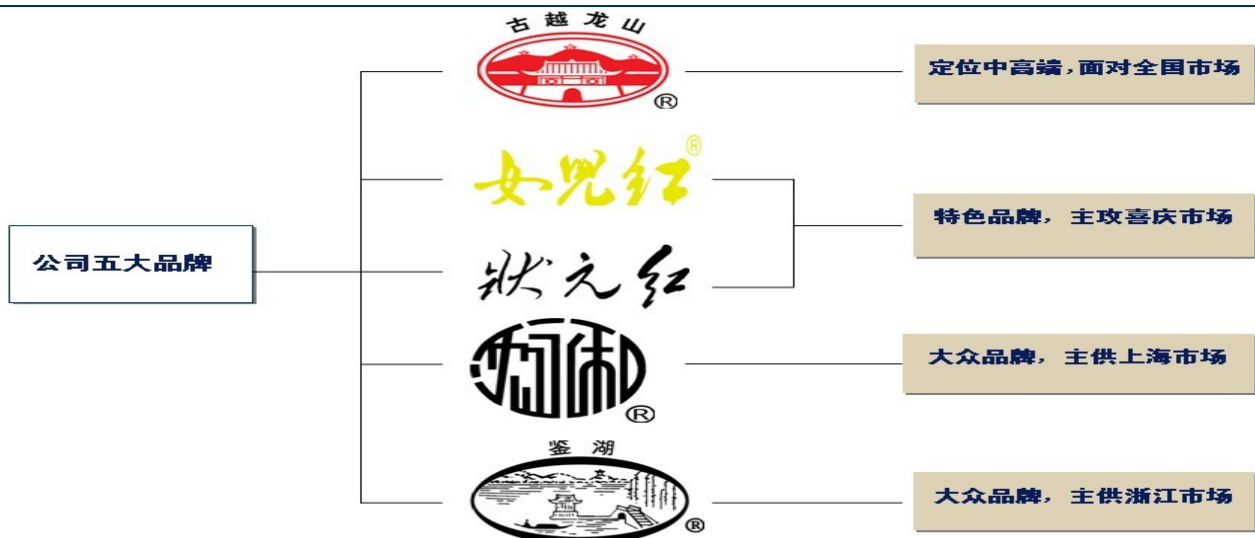 古越龙山
®
定位中高端，面对全国市场
女児红®
特色品牌，主攻喜庆市场
公司五大品牌
狀元红
沈永和
®
大众品牌，主供上海市场
鉴湖
®
大众品牌，主供浙江市场